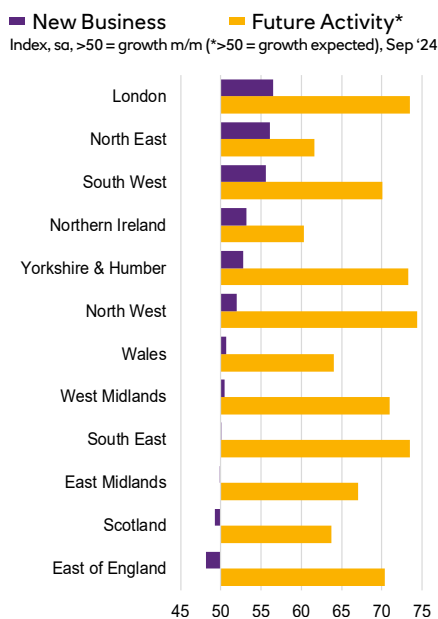 New Business Future Activity*
Index, sa, >50 = growth m/m (*>50 = growth expected), Sep ‘24
London
North East
South West
Northern Ireland
Yorkshire & Humber
North West
Wales
West Midlands
South East
East Midlands
Scotland
East of England
45 50 55 60 65 70 75